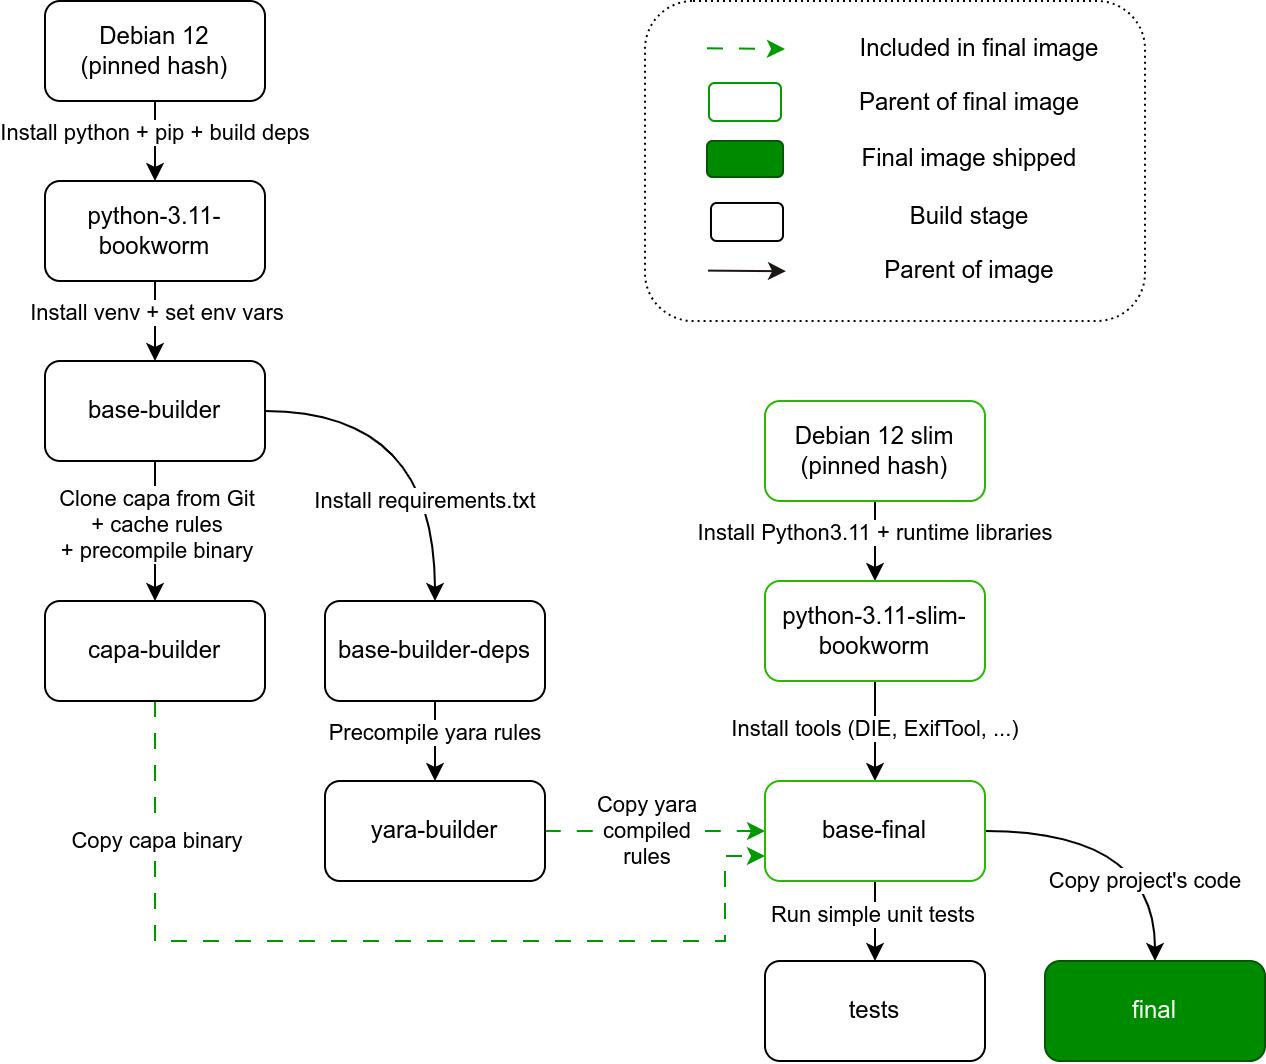 Debian 12
(pinned hash)
Install python + pip + build deps
python-3.11-
bookworm
Install venv + set env vars
base-builder
Clone capa from Git
+ cache rules
+ precompile binary
Install requirements.txt
capa-builder
base-builder-deps
Precompile yara rules
yara-builder
Copy capa binary
Copy yara
compiled
rules
Included in final image
Parent of final image
Final image shipped
Build stage
Parent of image
Debian 12 slim
(pinned hash)
Install Python3.11 + runtime libraries
python-3.11-slim-
bookworm
Install tools (DIE, ExifTool, ...)
base-final
Copy project's code
Run simple unit tests
tests
final